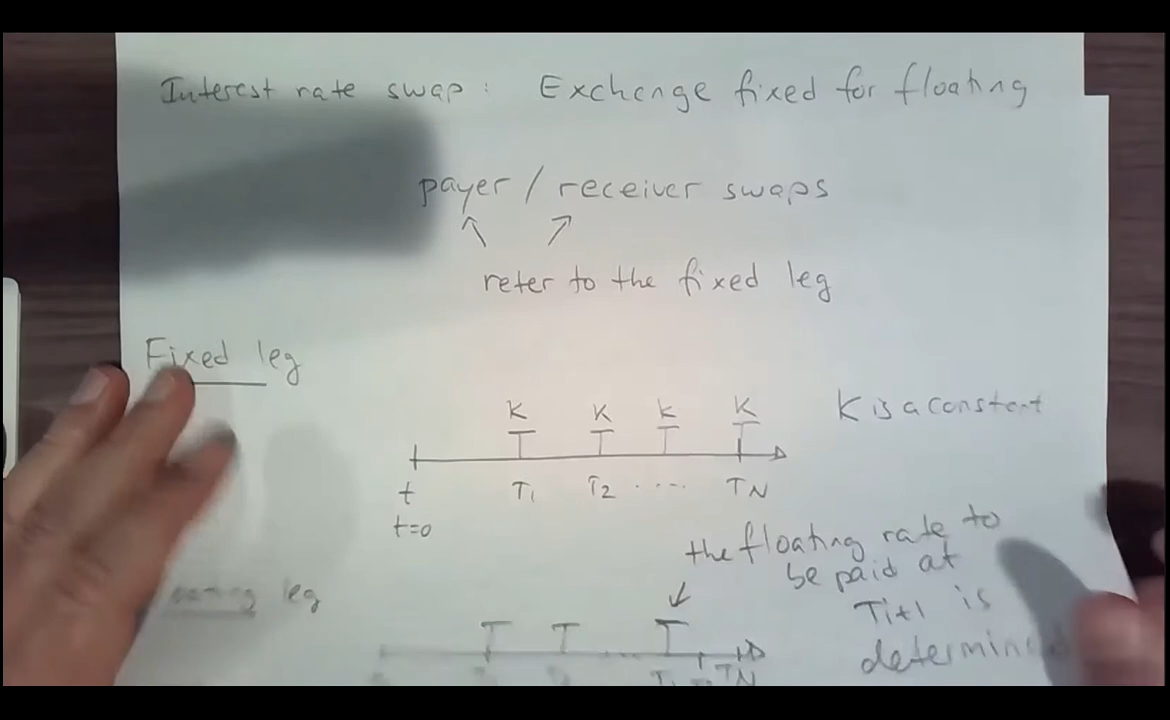 Interest rate swap : Exchange fixed for floating
payer / receiver swaps
refer to the fixed leg
Fixed leg
K K K K K is a constant
t T1 T2 .... TN
t=0
the floating rate to
be paid at
leg
Ti+1 is
TN